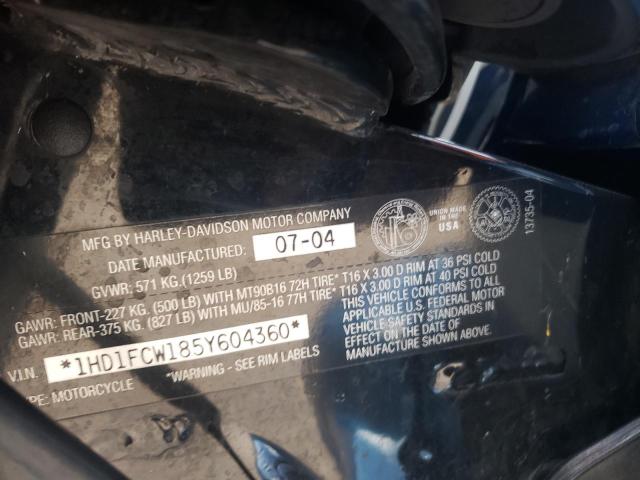 MFG BY HARLEY-DAVIDSON MOTOR COMPANY
DATE MANUFACTURED: 07-04
GVWR: 571 KG.(1259 LB)
GAWR: FRONT-227 KG. (500 LB) WITH MT90B16 72H TIRE* T16 X 3.00 D RIM AT 36 PSI COLD
GAWR: REAR-375 KG. (827 LB) WITH MU/85-16 77H TIRE* T16 X 3.00 D RIM AT 40 PSI COLD
THIS VEHICLE CONFORMS TO ALL
APPLICABLE U.S. FEDERAL MOTOR
VEHICLE SAFETY STANDARDS IN
EFFECT ON THE DATE OF
MANUFACTURE SHOWN ABOVE.
V.I.N. *1HD1FCW185Y604360*
TYPE: MOTORCYCLE *WARNING - SEE RIM LABELS
UNION MADE
IN THE
USA
13735-04